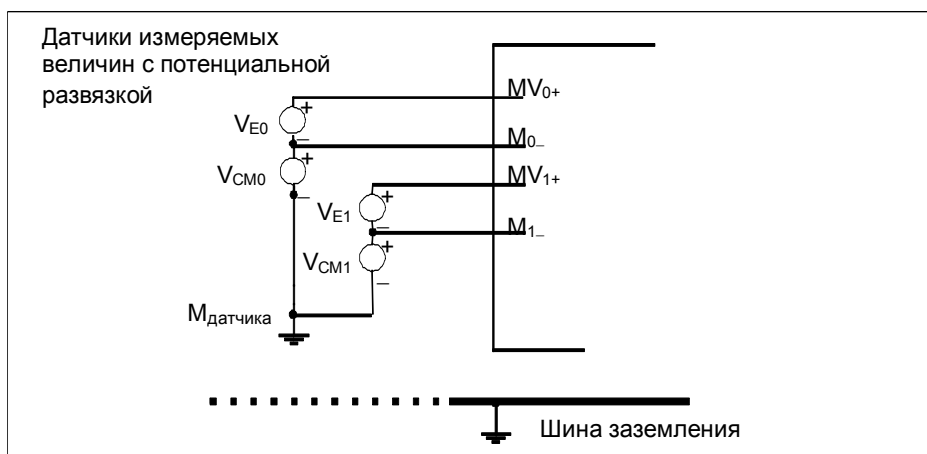 Датчики измеряемых
величин с потенциальной
развязкой
MV0+
VE0
M0–
VCM0
MV1+
VE1
M1–
VCM1
Mдатчика
Шина заземления